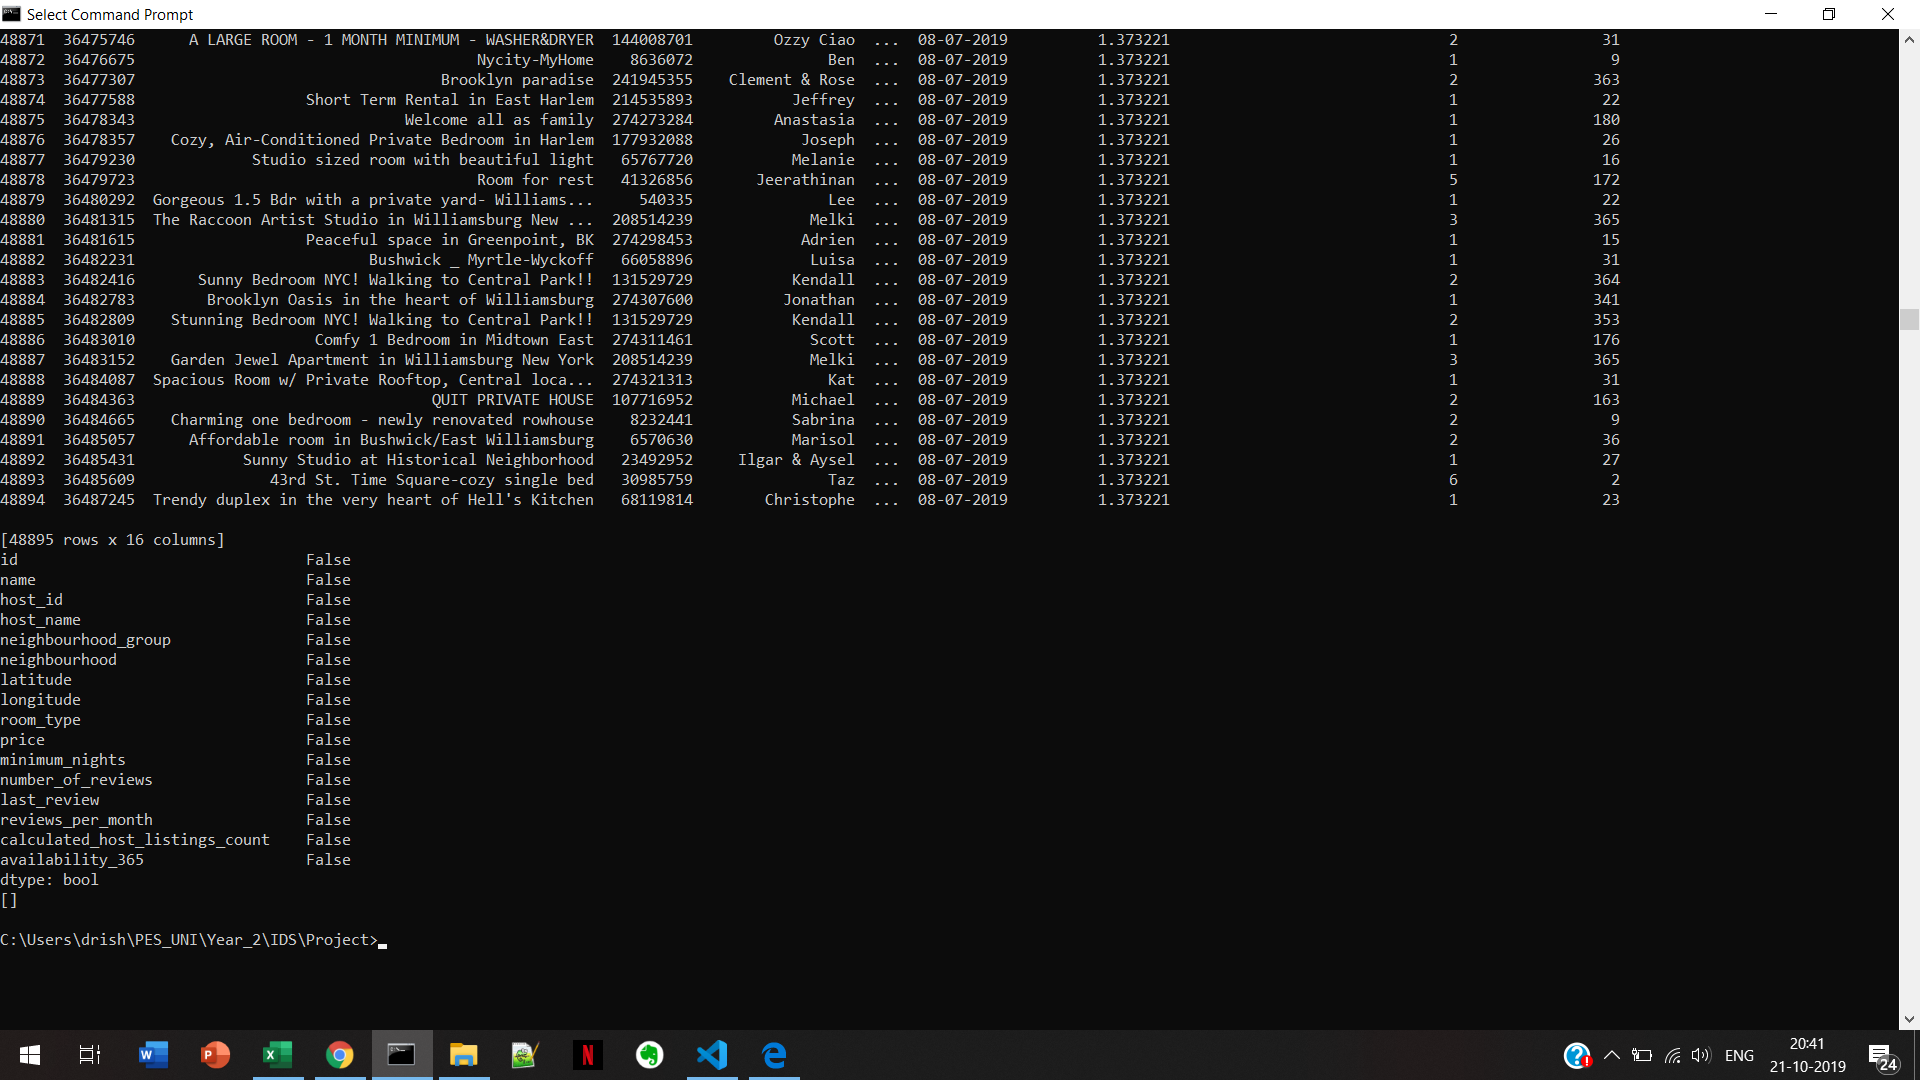 Select Command Prompt
48871 36475746 A LARGE ROOM - 1 MONTH MINIMUM - WASHER&DRYER 144008701 Ozzy Ciao ... 08-07-2019 1.373221 2 31
48872 36476675 Nycity-MyHome 8636072 Ben ... 08-07-2019 1.373221 1 9
48873 36477307 Brooklyn paradise 241945355 Clement & Rose ... 08-07-2019 1.373221 2 363
48874 36477588 Short Term Rental in East Harlem 214535893 Jeffrey ... 08-07-2019 1.373221 1 22
48875 36478343 Welcome all as family 274273284 Anastasia ... 08-07-2019 1.373221 1 180
48876 36478357 Cozy, Air-Conditioned Private Bedroom in Harlem 177932088 Joseph ... 08-07-2019 1.373221 1 26
48877 36479230 Studio sized room with beautiful light 65767720 Melanie ... 08-07-2019 1.373221 1 16
48878 36479723 Room for rest 41326856 Jeerathinan ... 08-07-2019 1.373221 5 172
48879 36480292 Gorgeous 1.5 Bdr with a private yard- Williams... 540335 Lee ... 08-07-2019 1.373221 1 22
48880 36481315 The Raccoon Artist Studio in Williamsburg New ... 208514239 Melki ... 08-07-2019 1.373221 3 365
48881 36481615 Peaceful space in Greenpoint, BK 274298453 Adrien ... 08-07-2019 1.373221 1 15
48882 36482231 Bushwick _ Myrtle-Wyckoff 66058896 Luisa ... 08-07-2019 1.373221 1 31
48883 36482416 Sunny Bedroom NYC! Walking to Central Park!! 131529729 Kendall ... 08-07-2019 1.373221 2 364
48884 36482783 Brooklyn Oasis in the heart of Williamsburg 274307600 Jonathan ... 08-07-2019 1.373221 1 341
48885 36482809 Stunning Bedroom NYC! Walking to Central Park!! 131529729 Kendall ... 08-07-2019 1.373221 2 353
48886 36483010 Comfy 1 Bedroom in Midtown East 274311461 Scott ... 08-07-2019 1.373221 1 176
48887 36483152 Garden Jewel Apartment in Williamsburg New York 208514239 Melki ... 08-07-2019 1.373221 3 365
48888 36484087 Spacious Room w/ Private Rooftop, Central loca... 274321313 Kat ... 08-07-2019 1.373221 1 31
48889 36484363 QUIT PRIVATE HOUSE 107716952 Michael ... 08-07-2019 1.373221 2 163
48890 36484665 Charming one bedroom - newly renovated rowhouse 8232441 Sabrina ... 08-07-2019 1.373221 2 9
48891 36485057 Affordable room in Bushwick/East Williamsburg 6570630 Marisol ... 08-07-2019 1.373221 2 36
48892 36485431 Sunny Studio at Historical Neighborhood 23492952 Ilgar & Aysel ... 08-07-2019 1.373221 1 27
48893 36485609 43rd St. Time Square-cozy single bed 30985759 Taz ... 08-07-2019 1.373221 6 2
48894 36487245 Trendy duplex in the very heart of Hell's Kitchen 68119814 Christophe ... 08-07-2019 1.373221 1 23
[48895 rows x 16 columns]
id False
name False
host_id False
host_name False
neighbourhood_group False
neighbourhood False
latitude False
longitude False
room_type False
price False
minimum_nights False
number_of_reviews False
last_review False
reviews_per_month False
calculated_host_listings_count False
availability_365 False
dtype: bool
[]
C:\Users\drish\PES_UNI\Year_2\IDS\Project>
ENG
20:41
21-10-2019
24